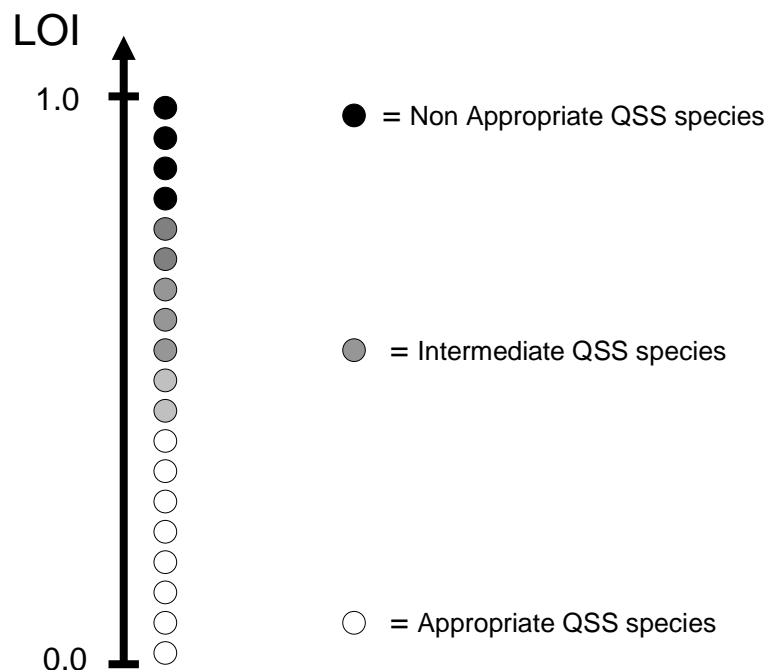 LOI
1.0
= Non Appropriate QSS species
= Intermediate QSS species
= Appropriate QSS species
0.0